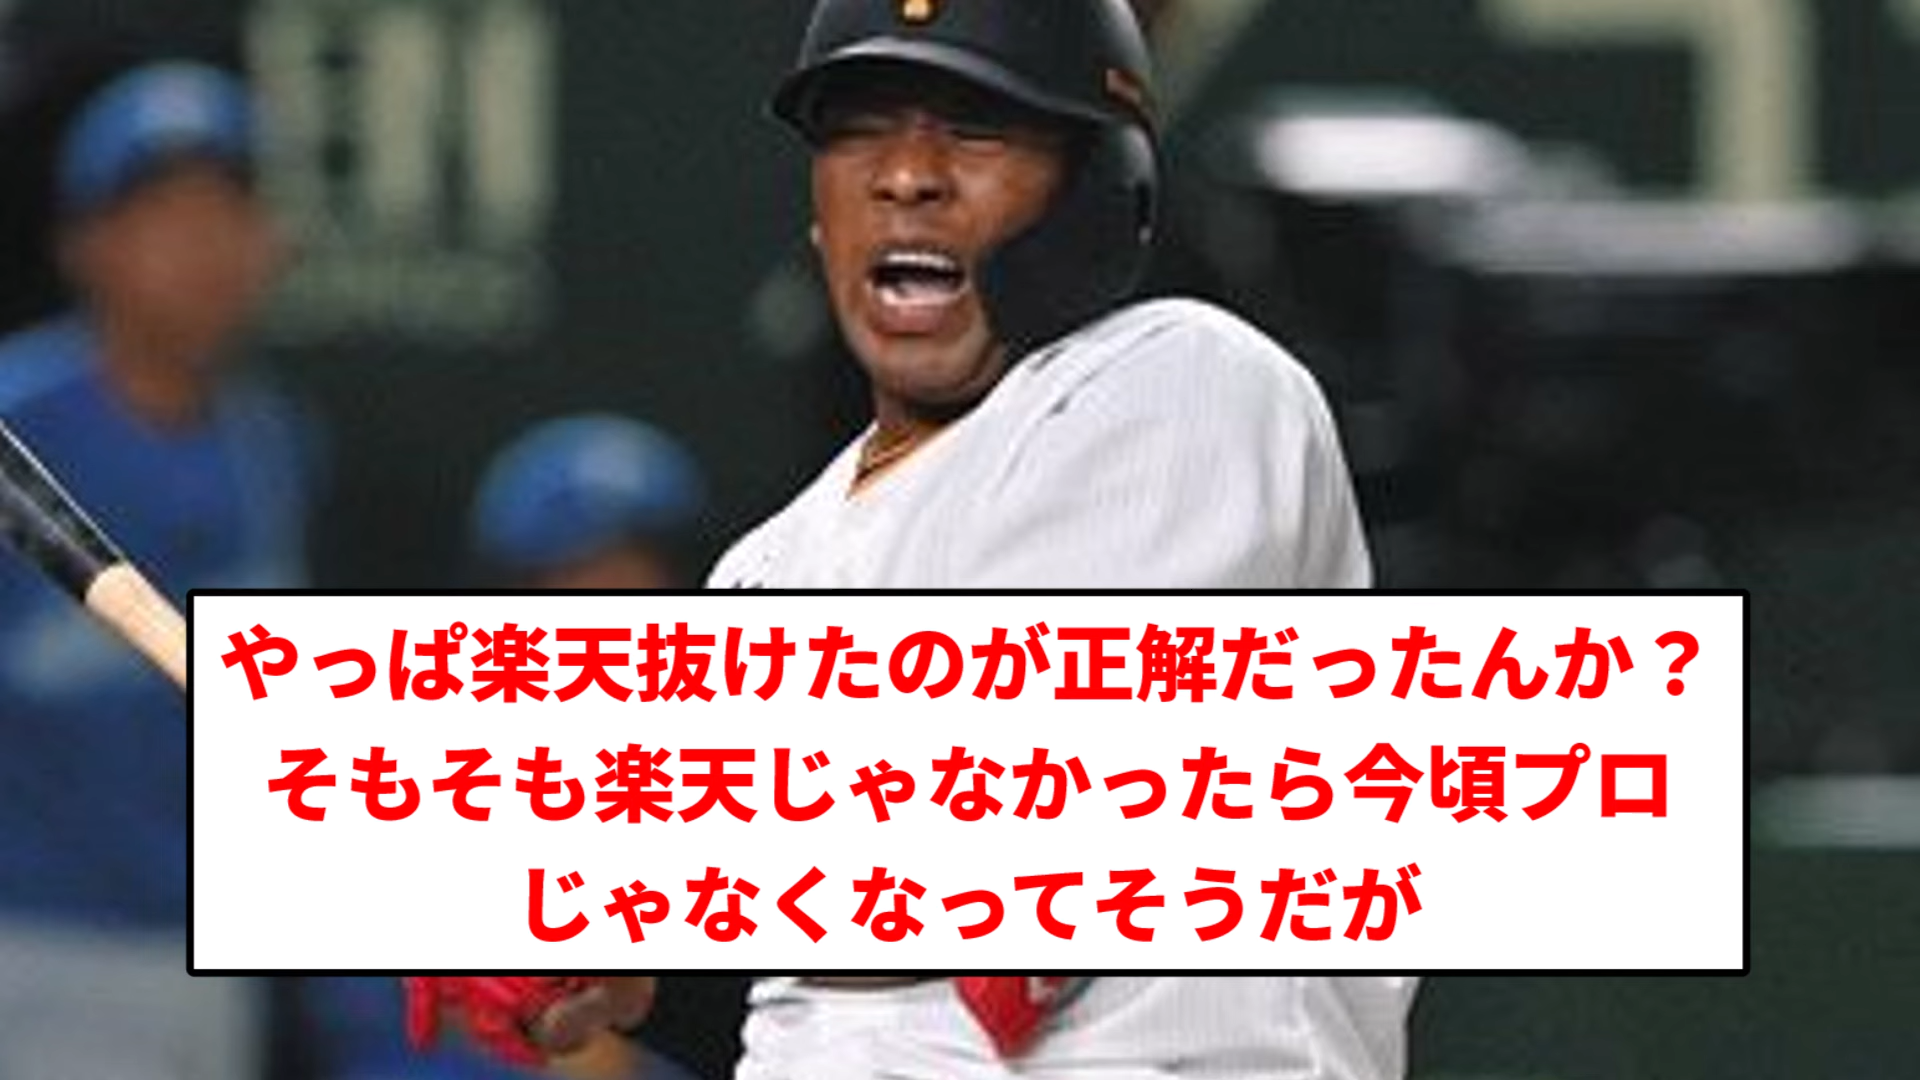 やっぱ楽天抜けたのが正解だったんか？
そもそも楽天じゃなかったら今頃プロ
じゃなくなってそうだが